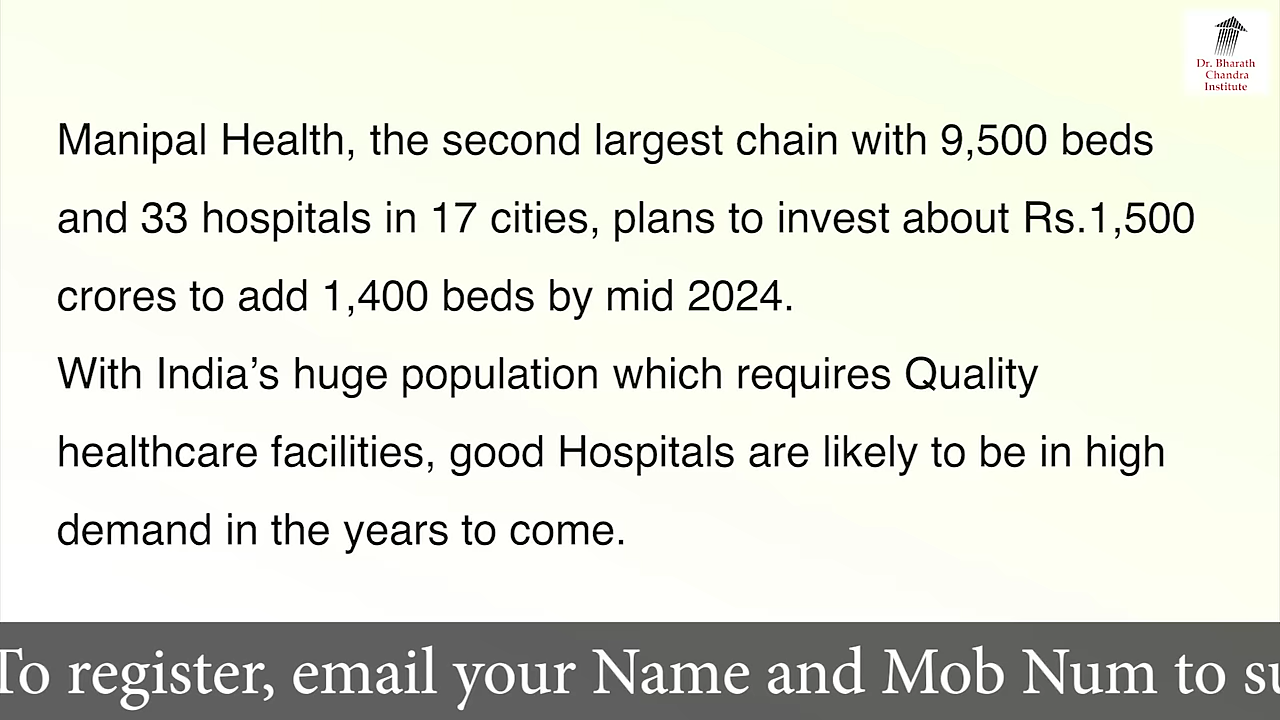 Dr. Bharath
Chandra
Institute
Manipal Health, the second largest chain with 9,500 beds
and 33 hospitals in 17 cities, plans to invest about Rs.1,500
crores to add 1,400 beds by mid 2024.
With India’s huge population which requires Quality
healthcare facilities, good Hospitals are likely to be in high
demand in the years to come.
To register, email your Name and Mob Num to